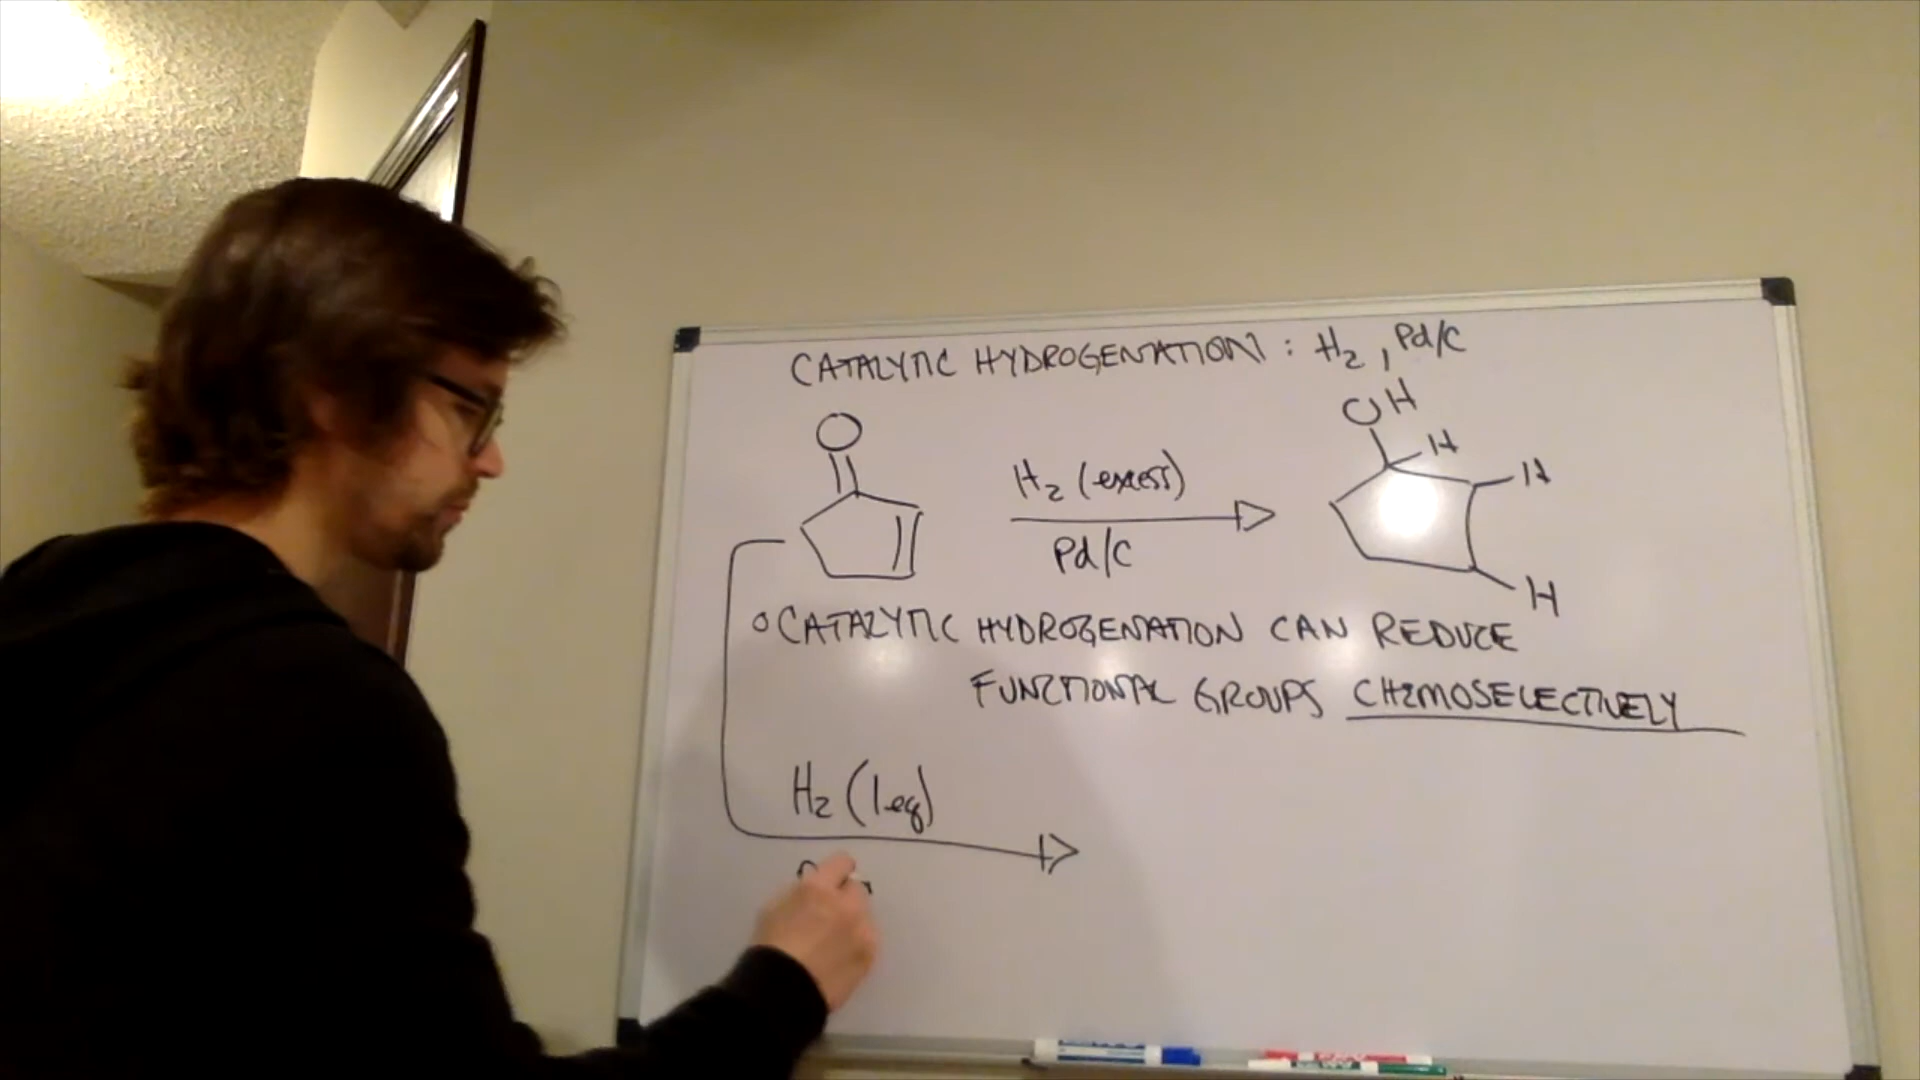 CATALYTIC HYDROGENATION : H2 , Pd/C
O
OH
H
H
H2 (excess)
Pd/C
H
CATALYTIC HYDROGENATION CAN REDUCE
FUNCTIONAL GROUPS CHEMOSELECTIVELY
H2 (1eq)